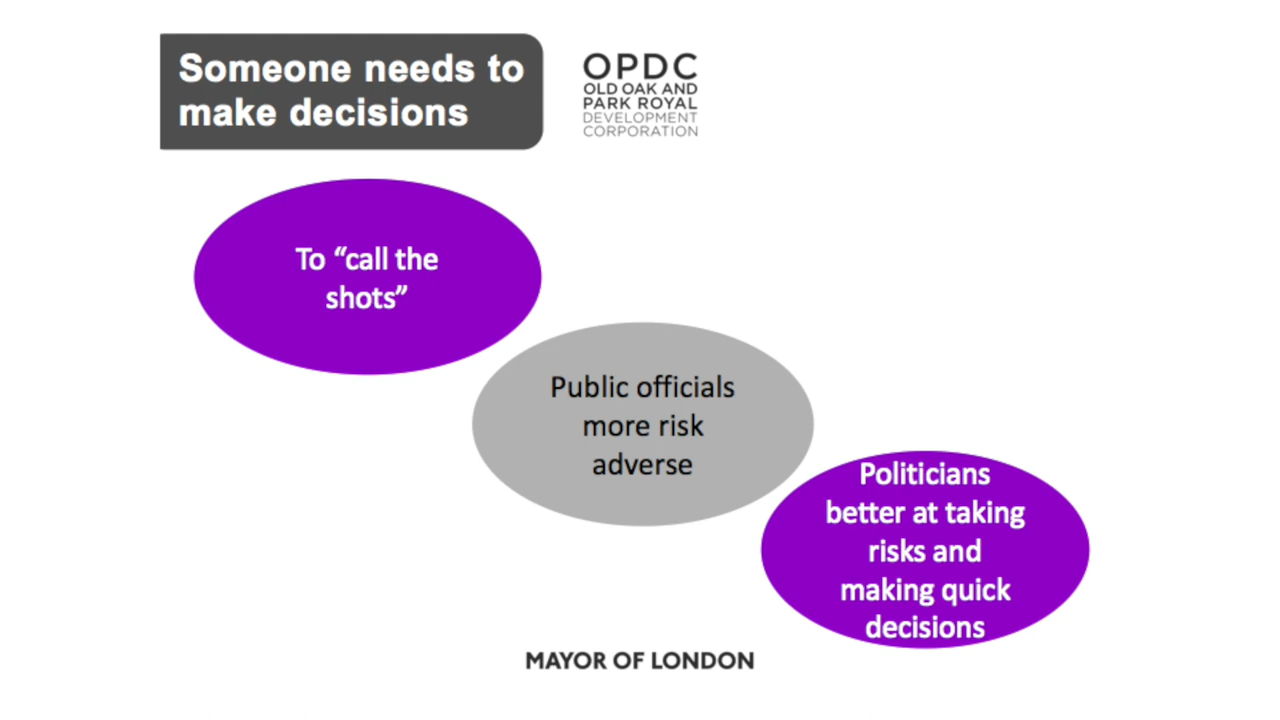 Someone needs to
make decisions
OPDC
OLD OAK AND
PARK ROYAL
DEVELOPMENT
CORPORATION
To “call the
shots”
Public officials
more risk
adverse
Politicians
better at taking
risks and
making quick
decisions
MAYOR OF LONDON